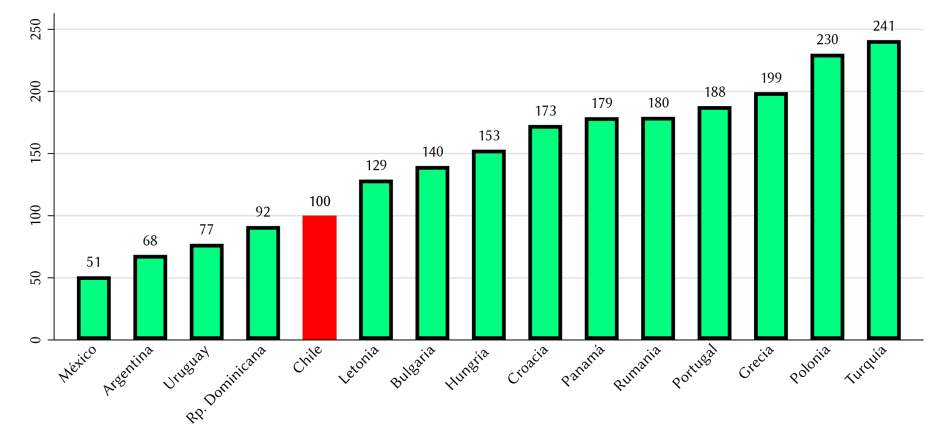 250
200
150
100
50
0
51
68
77
92
100
129
140
153
173
179
180
188
199
230
241
México
Argentina
Uruguay
Rp. Dominicana
Chile
Letonia
Bulgaria
Hungría
Croacia
Panamá
Rumanía
Portugal
Grecia
Polonia
Turquía